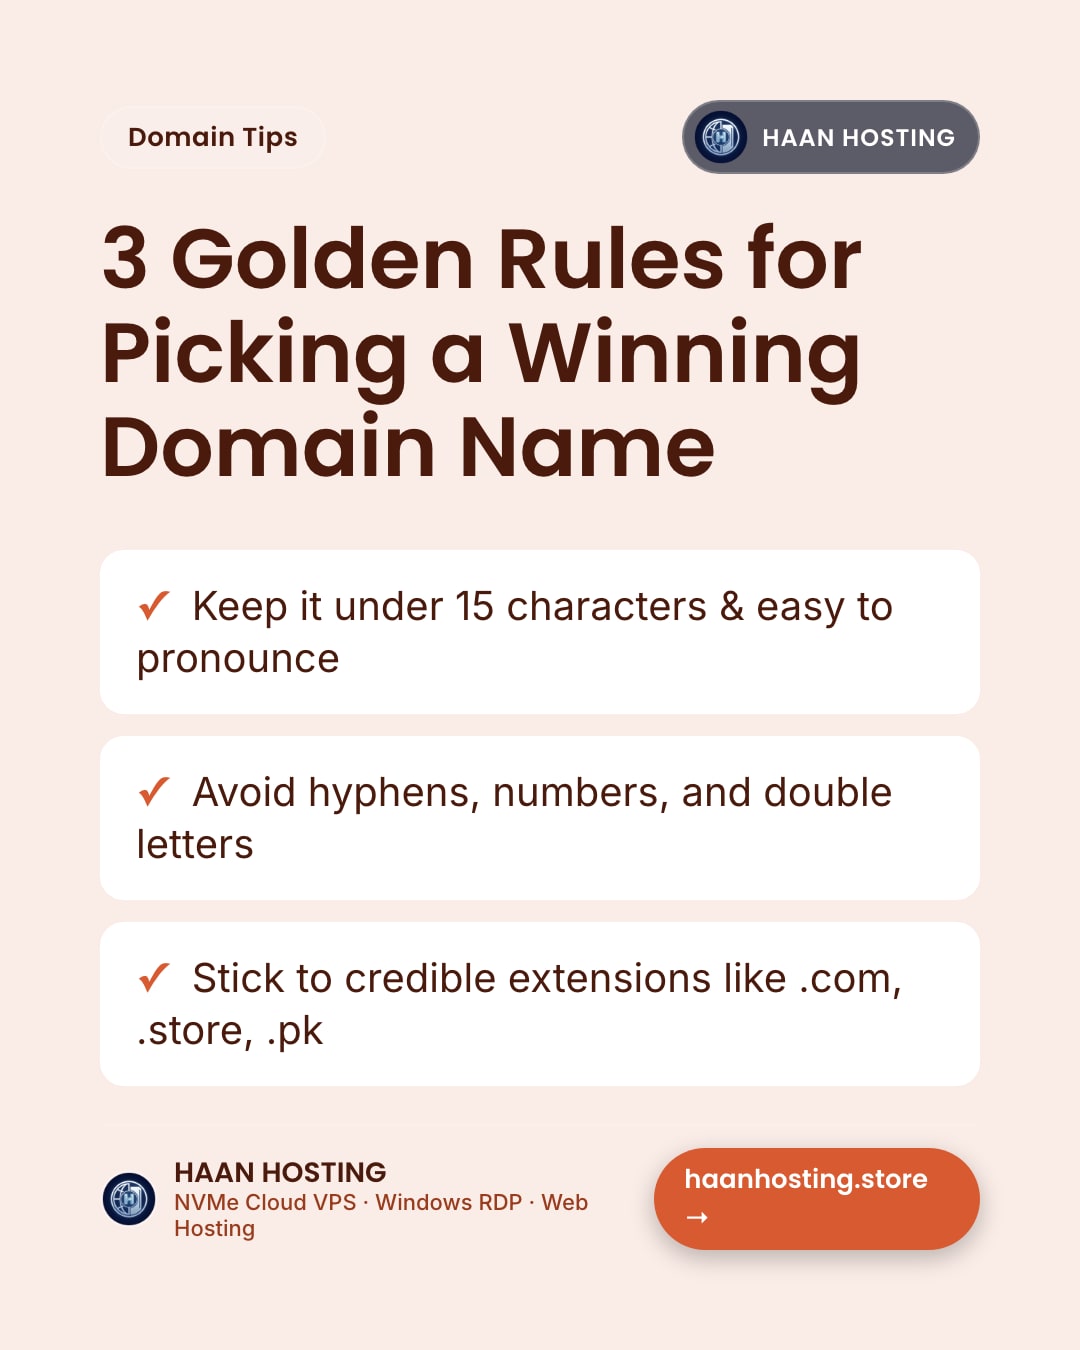 Domain Tips
HAAN HOSTING
3 Golden Rules for
Picking a Winning
Domain Name
✓ Keep it under 15 characters & easy to
pronounce
✓ Avoid hyphens, numbers, and double
letters
✓ Stick to credible extensions like .com,
.store, .pk
HAAN HOSTING
NVMe Cloud VPS · Windows RDP · Web
Hosting
haanhosting.store
→